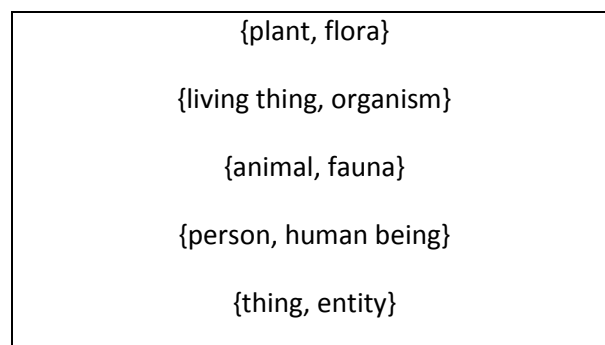 {plant, flora}
{living thing, organism}
{animal, fauna}
{person, human being}
{thing, entity}